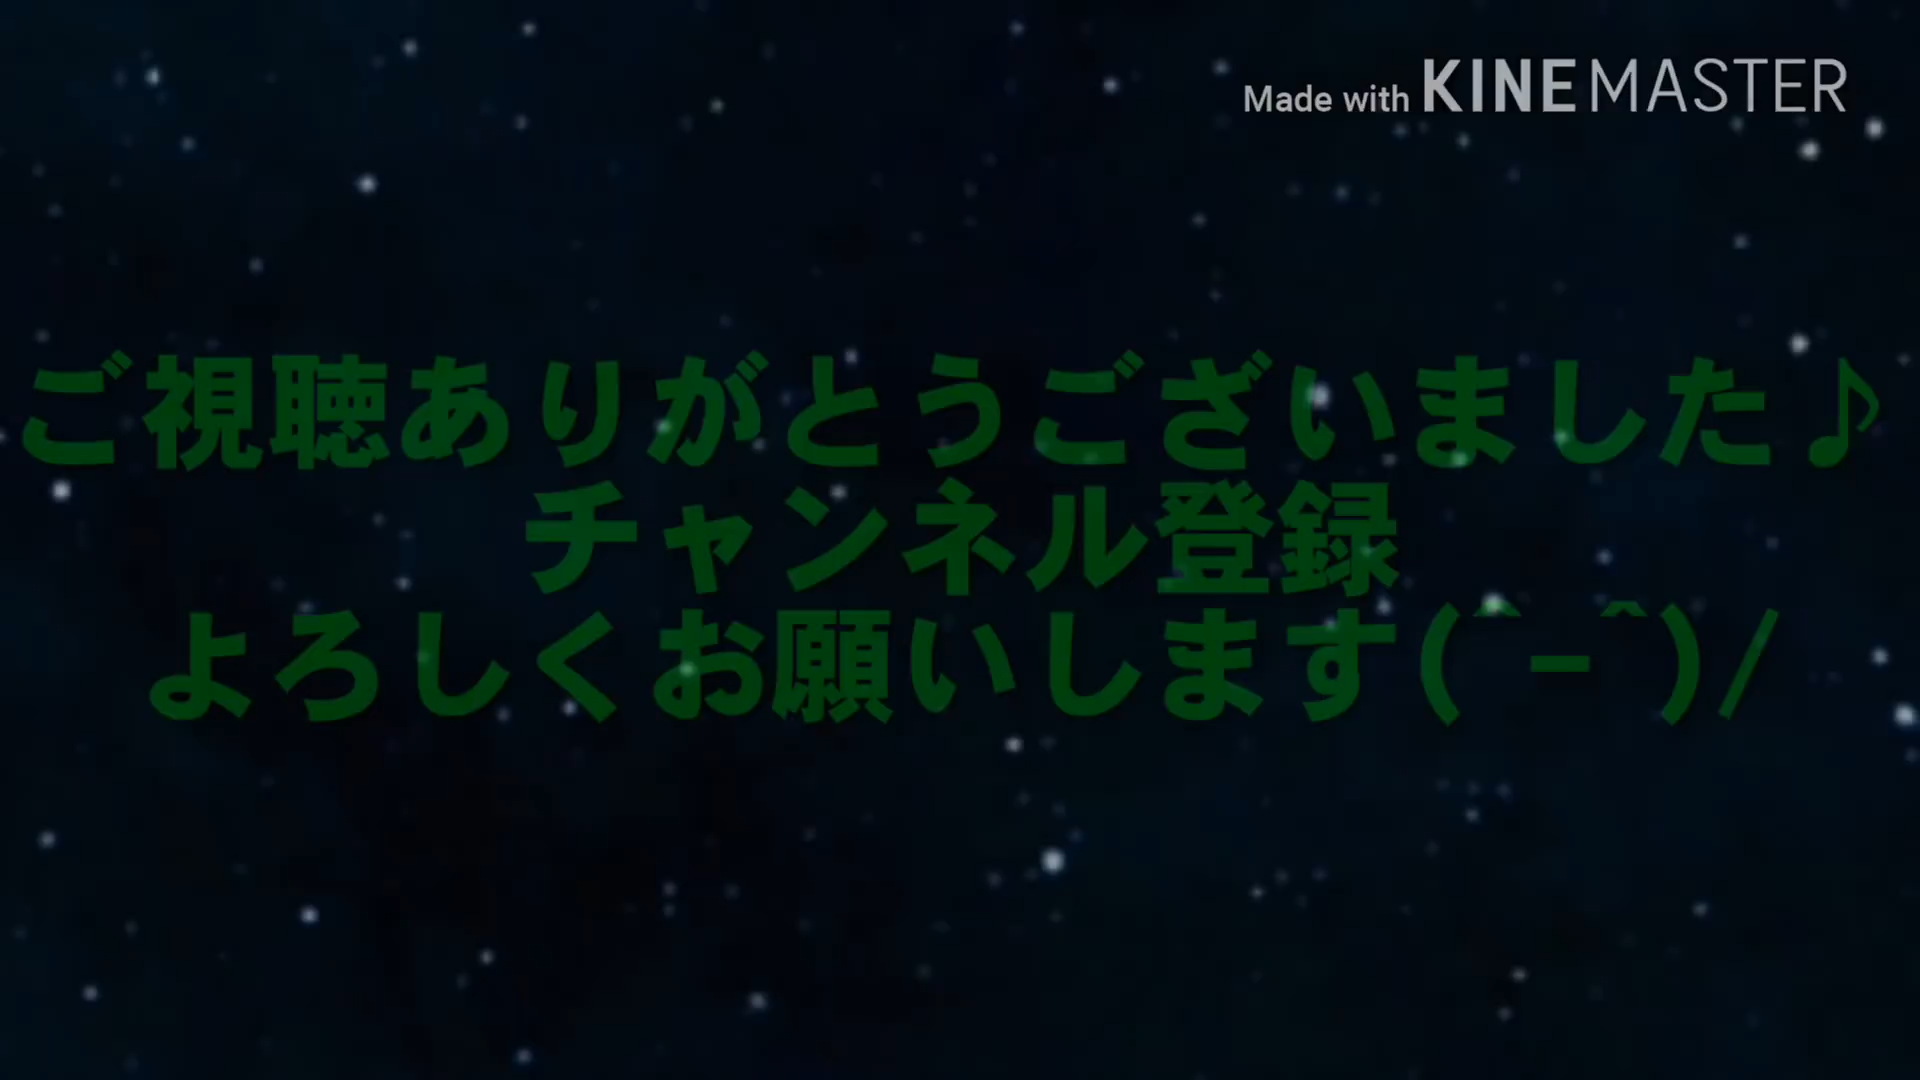 Made with KINEMASTER
ご視聴ありがとうございました♪
チャンネル登録
よろしくお願いします(＾-＾)/